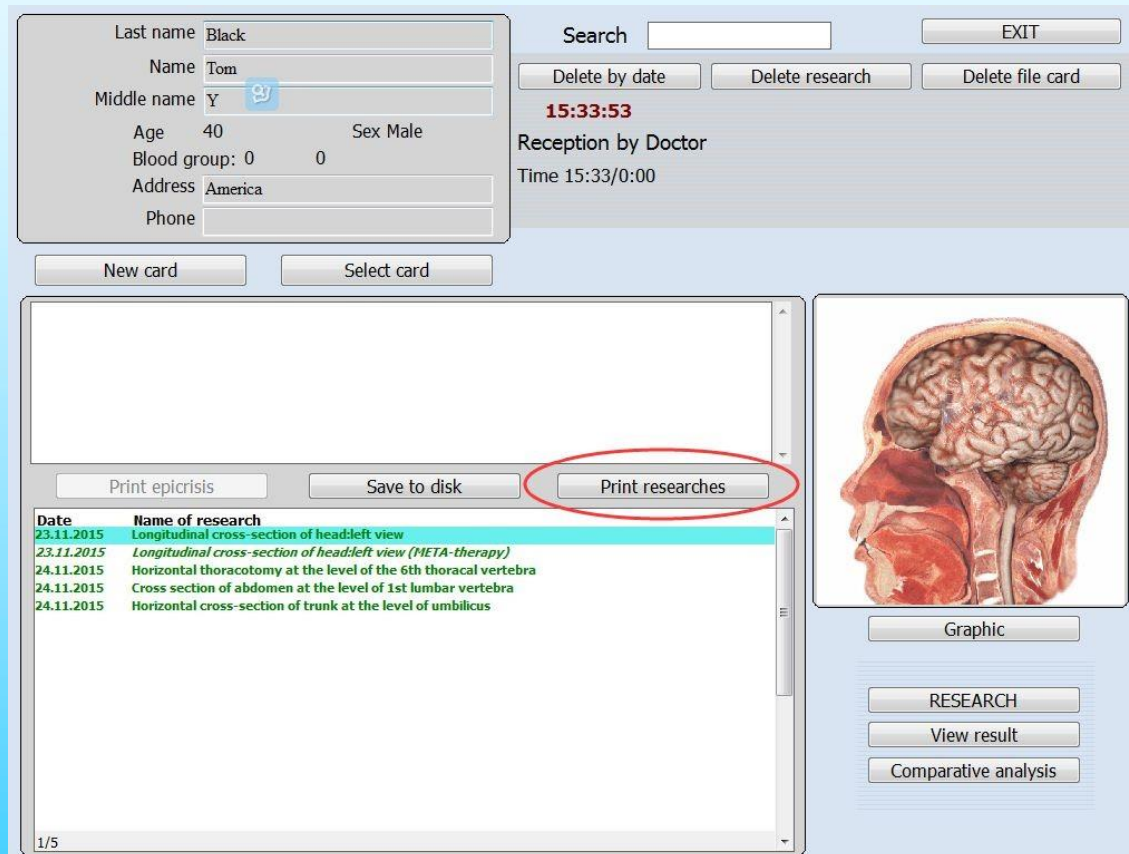 Last name Black
Name Tom
Middle name Y
Age 40 Sex Male
Blood group: 0 0
Address America
Phone
Search
EXIT
Delete by date Delete research Delete file card
15:33:53
Reception by Doctor
Time 15:33/0:00
New card Select card
Print epicrisis Save to disk Print researches
Date Name of research
23.11.2015 Longitudinal cross-section of head:left view
23.11.2015 Longitudinal cross-section of head:left view (META-therapy)
24.11.2015 Horizontal thoracotomy at the level of the 6th thoracal vertebra
24.11.2015 Cross section of abdomen at the level of 1st lumbar vertebra
24.11.2015 Horizontal cross-section of trunk at the level of umbilicus
1/5
Graphic
RESEARCH
View result
Comparative analysis